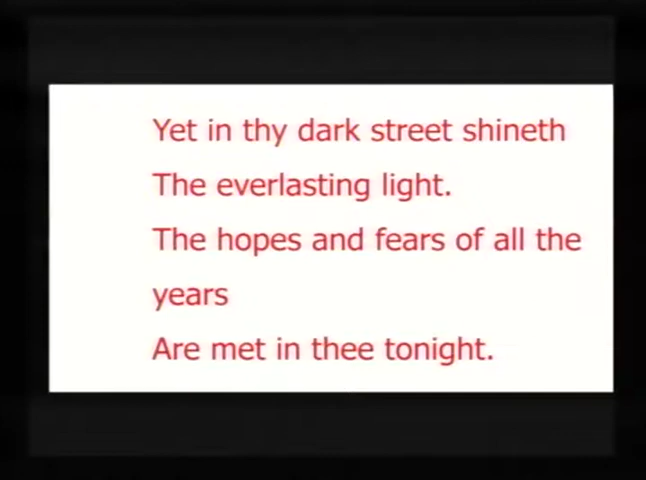 Yet in thy dark street shineth
The everlasting light.
The hopes and fears of all the
years
Are met in thee tonight.